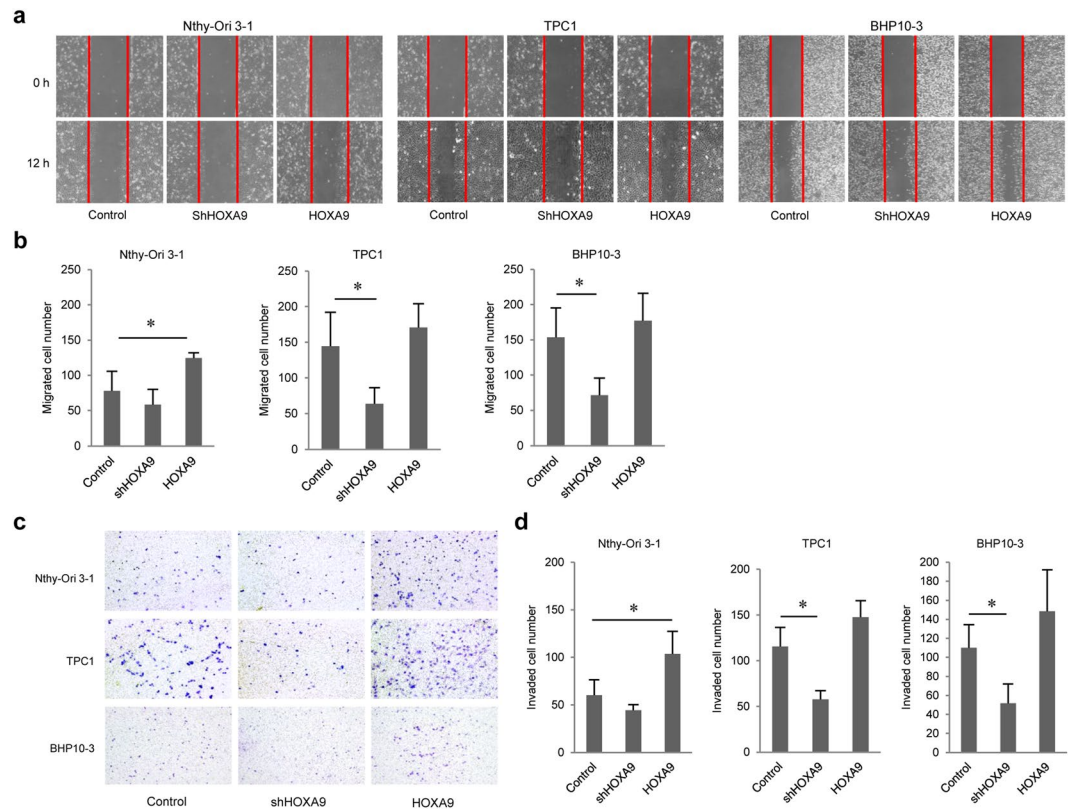 a
Nthy-Ori 3-1 TPC1 BHP10-3
0 h
12 h
Control ShHOXA9 HOXA9 Control ShHOXA9 HOXA9 Control ShHOXA9 HOXA9
b
Nthy-Ori 3-1
Migrated cell number
250
200
150
100
50
0
*
Control shHOXA9 HOXA9
TPC1
Migrated cell number
250
200
150
100
50
0
*
Control shHOXA9 HOXA9
BHP10-3
Migrated cell number
250
200
150
100
50
0
*
Control shHOXA9 HOXA9
c
Nthy-Ori 3-1
TPC1
BHP10-3
Control shHOXA9 HOXA9
d
Nthy-Ori 3-1
Invaded cell number
200
150
100
50
0
*
Control shHOXA9 HOXA9
TPC1
Invaded cell number
200
150
100
50
0
*
Control shHOXA9 HOXA9
BHP10-3
Invaded cell number
200
180
160
140
120
100
80
60
40
20
0
*
Control shHOXA9 HOXA9